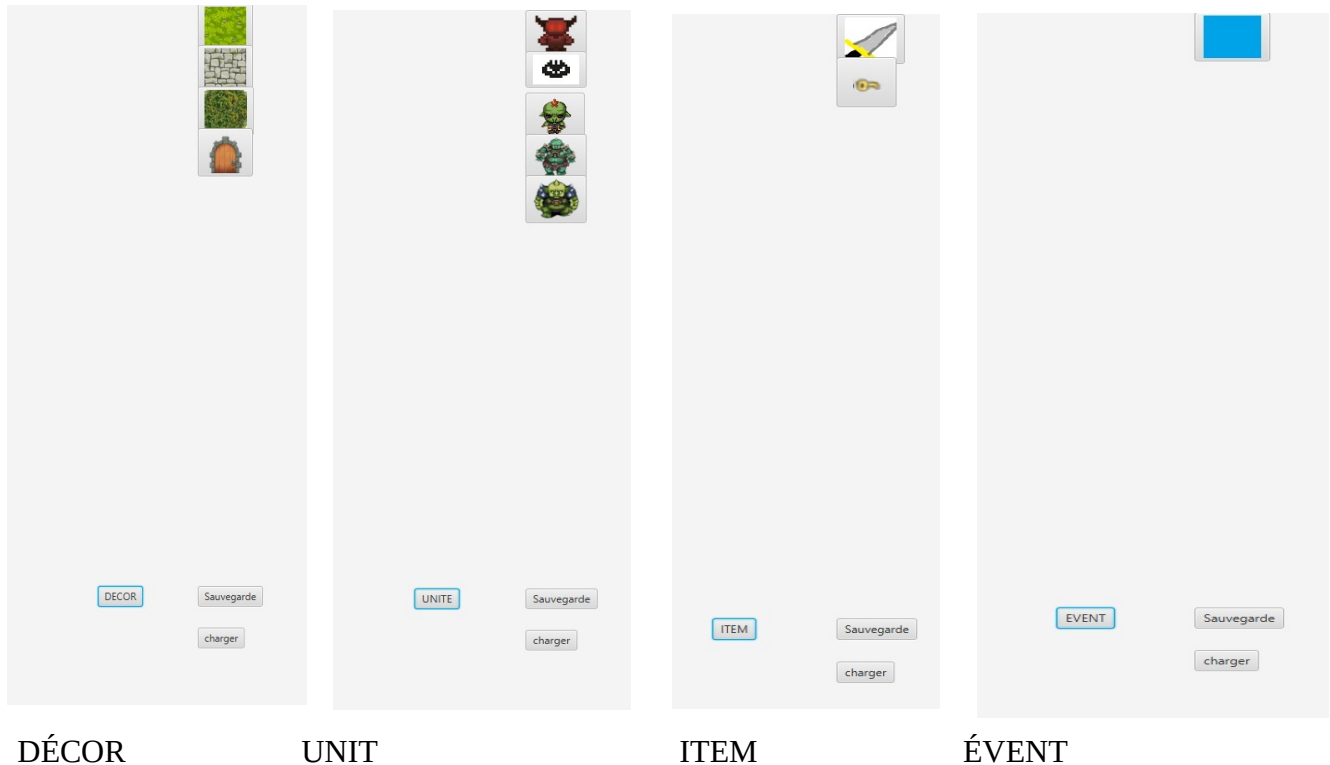 DECOR
Sauvegarde
charger
UNITE
Sauvegarde
charger
ITEM
Sauvegarde
charger
EVENT
Sauvegarde
charger
DÉCOR
UNIT
ITEM
ÉVENT